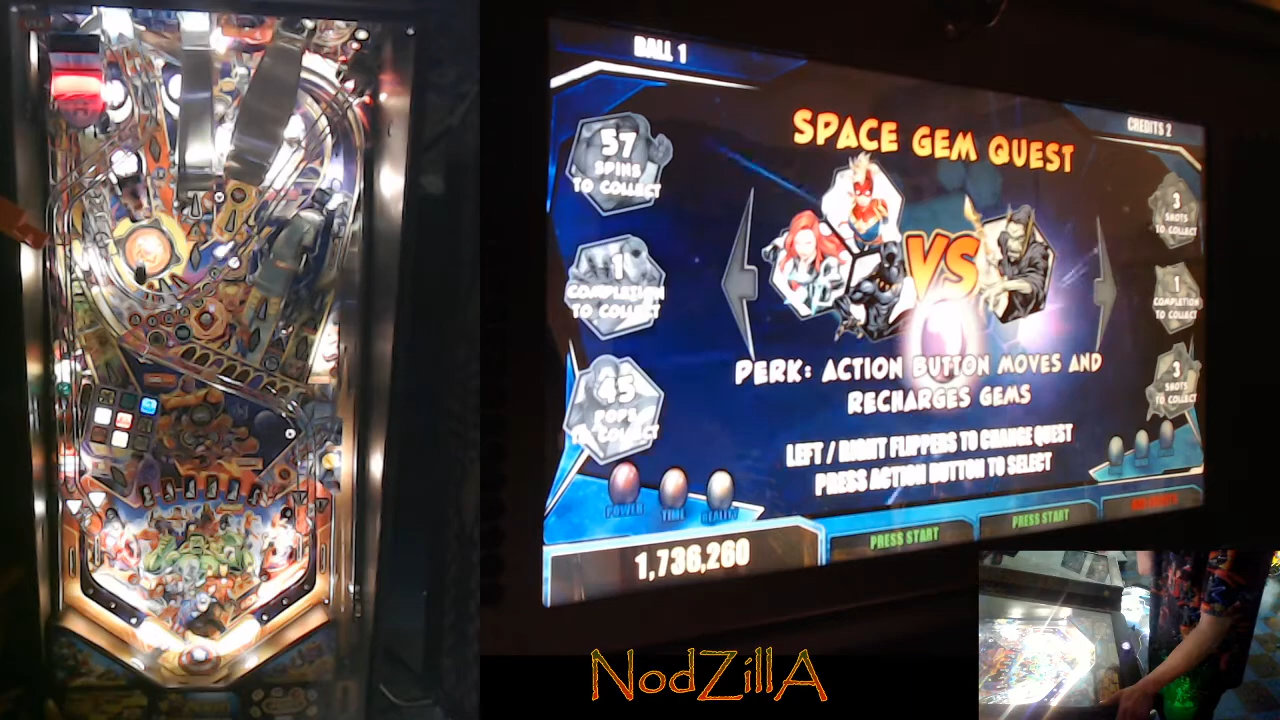 BALL 1
CREDITS 2
SPACE GEM QUEST
57
SPINS
TO COLLECT
1
COMPLETION
TO COLLECT
45
POPS
TO COLLECT
VS
3
SHOTS
TO COLLECT
1
COMPLETION
TO COLLECT
3
SHOTS
TO COLLECT
PERK: ACTION BUTTON MOVES AND
RECHARGES GEMS
LEFT / RIGHT FLIPPERS TO CHANGE QUEST
PRESS ACTION BUTTON TO SELECT
POWER
TIME
REALITY
1,736,260
PRESS START
PRESS START
NodZillA